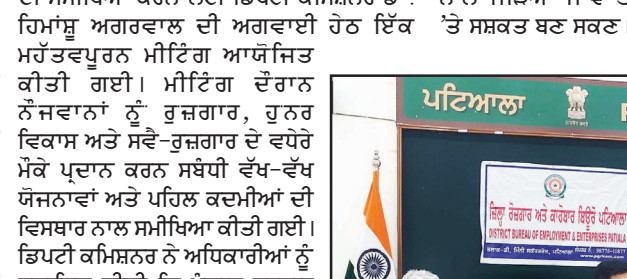 ਹਿਮਾਂਸ਼ੂ ਅਗਰਵਾਲ ਦੀ ਅਗਵਾਈ ਹੇਠ ਇੱਕ
ਮਹੱਤਵਪੂਰਨ ਮੀਟਿੰਗ ਆਯੋਜਿਤ
ਕੀਤੀ ਗਈ। ਮੀਟਿੰਗ ਦੌਰਾਨ
ਨੌਜਵਾਨਾਂ ਨੂੰ ਰੁਜ਼ਗਾਰ, ਹੁਨਰ
ਵਿਕਾਸ ਅਤੇ ਸਵੈ-ਰੁਜ਼ਗਾਰ ਦੇ ਵਧੇਰੇ
ਮੌਕੇ ਪ੍ਰਦਾਨ ਕਰਨ ਸਬੰਧੀ ਵੱਖ-ਵੱਖ
ਯੋਜਨਾਵਾਂ ਅਤੇ ਪਹਿਲ ਕਦਮੀਆਂ ਦੀ
ਵਿਸਥਾਰ ਨਾਲ ਸਮੀਖਿਆ ਕੀਤੀ ਗਈ।
ਡਿਪਟੀ ਕਮਿਸ਼ਨਰ ਨੇ ਅਧਿਕਾਰੀਆਂ ਨੂੰ
'ਤੇ ਸਸ਼ਕਤ ਬਣ ਸਕਣ।
ਪਟਿਆਲਾ
ਜ਼ਿਲ੍ਹਾ ਰੋਜ਼ਗਾਰ ਅਤੇ ਕਾਰੋਬਾਰ ਬਿਊਰੋ ਪਟਿਆਲਾ
DISTRICT BUREAU OF EMPLOYMENT & ENTERPRISES PATIALA